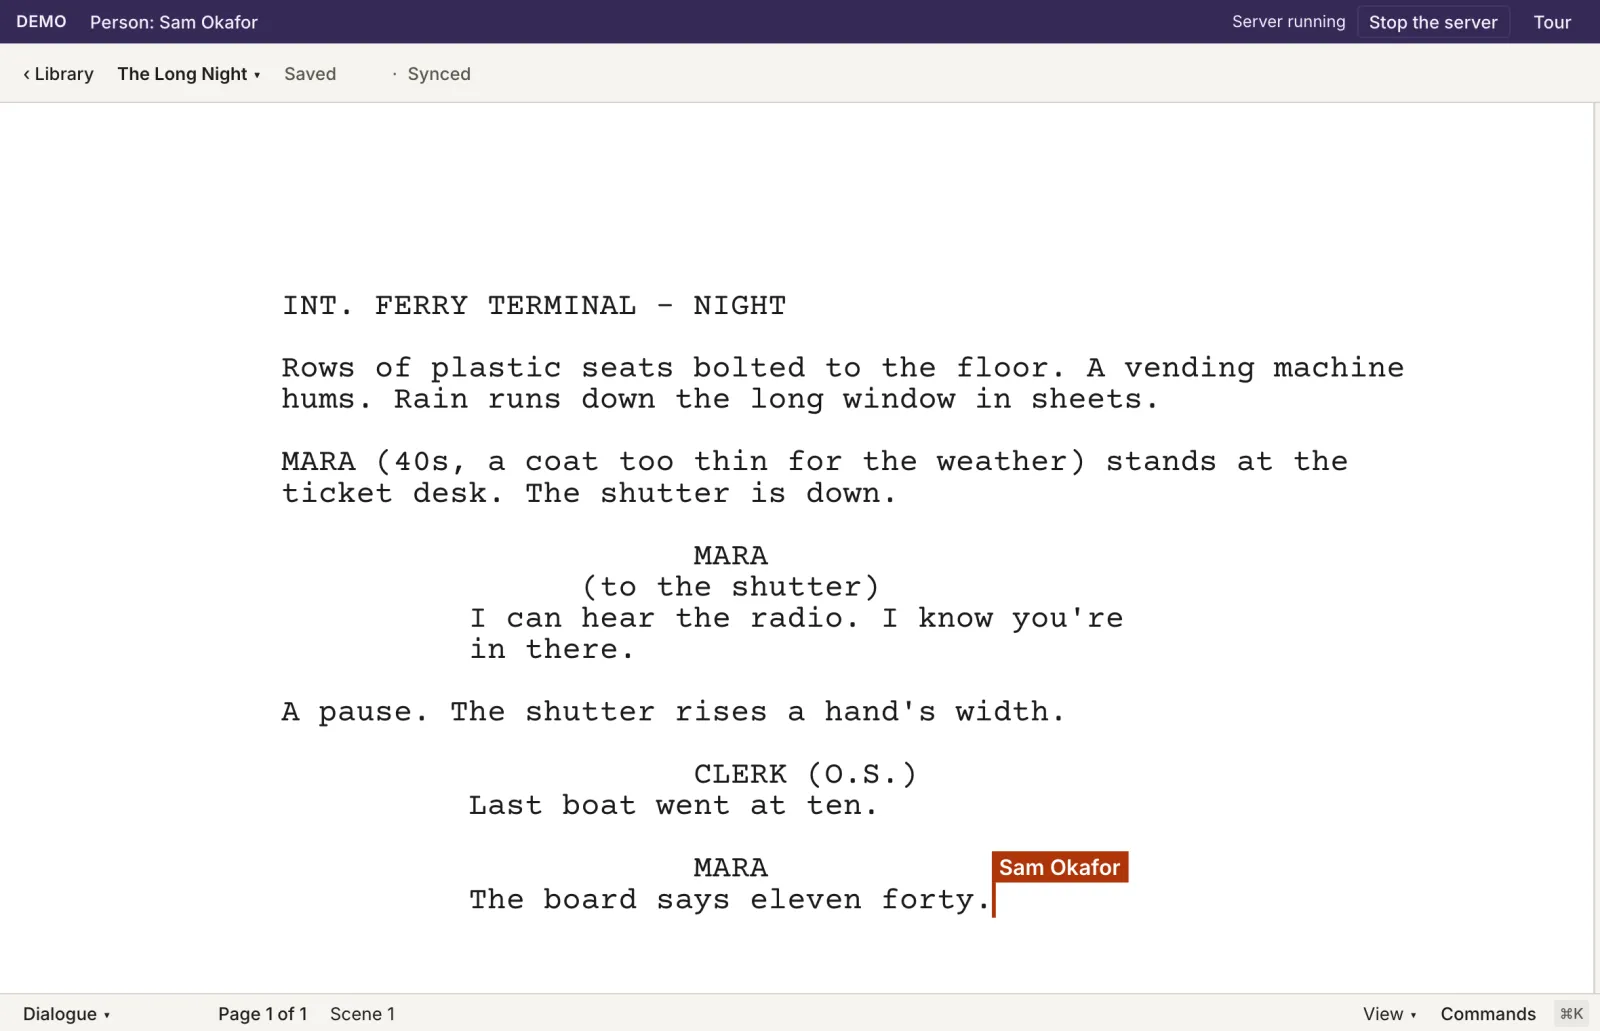 DEMO Person: Sam Okafor Server running Stop the server Tour
‹ Library The Long Night ▾ Saved · Synced
INT. FERRY TERMINAL - NIGHT
Rows of plastic seats bolted to the floor. A vending machine
hums. Rain runs down the long window in sheets.
MARA (40s, a coat too thin for the weather) stands at the
ticket desk. The shutter is down.
MARA
(to the shutter)
I can hear the radio. I know you're
in there.
A pause. The shutter rises a hand's width.
CLERK (O.S.)
Last boat went at ten.
MARA
Sam Okafor
The board says eleven forty.
Dialogue ▾ Page 1 of 1 Scene 1 View ▾ Commands ⌘K